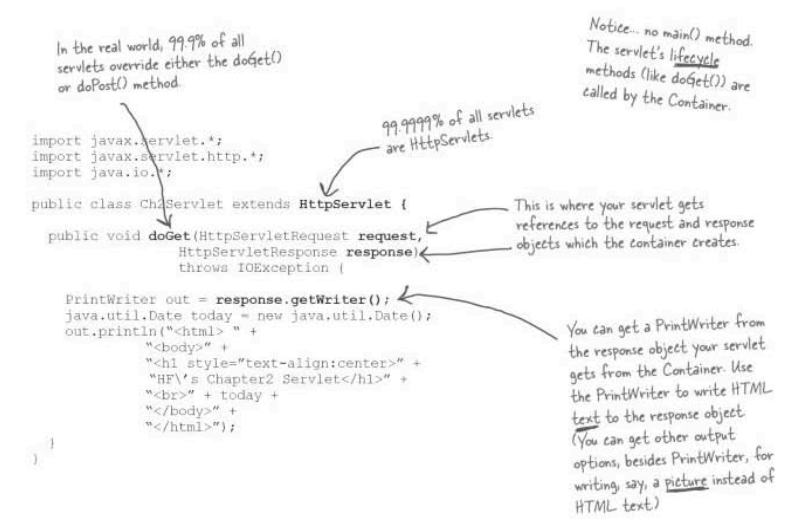 In the real world, 99.9% of all
servlets override either the doGet()
or doPost() method.
Notice... no main() method.
The servlet's lifecycle
methods (like doGet()) are
called by the Container.
99.9999% of all servlets
are HttpServlets.
import javax.servlet.*;
import javax.servlet.http.*;
import java.io.*;
public class Ch2Servlet extends HttpServlet {
This is where your servlet gets
references to the request and response
objects which the container creates.
public void doGet(HttpServletRequest request,
HttpServletResponse response)
throws IOException {
PrintWriter out = response.getWriter();
java.util.Date today = new java.util.Date();
out.println("<html> " +
"<body>" +
"<h1 style="text-align:center>" +
"HF\'s Chapter2 Servlet</h1>" +
"<br>" + today +
"</body>" +
"</html>");
}
}
You can get a PrintWriter from
the response object your servlet
gets from the Container. Use
the PrintWriter to write HTML
text to the response object.
(You can get other output
options, besides PrintWriter, for
writing, say, a picture instead of
HTML text.)